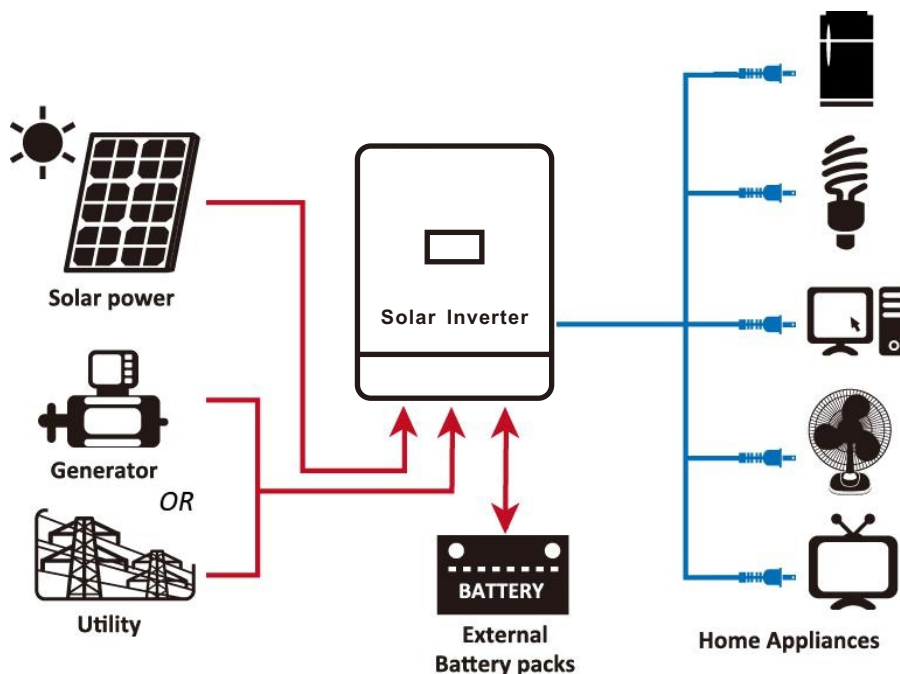 Solar power
Solar Inverter
Generator
OR
Utility
BATTERY
External
Battery packs
Home Appliances